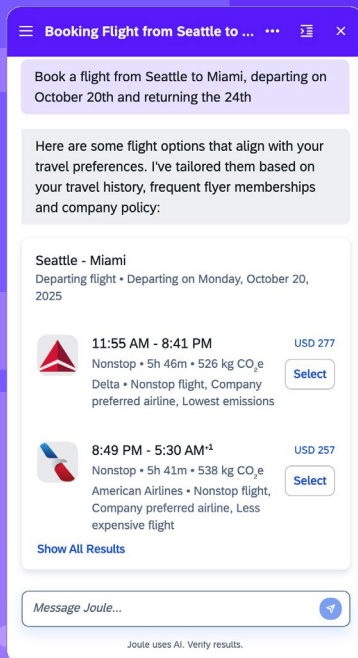 Booking Flight from Seattle to ... •••
Book a flight from Seattle to Miami, departing on
October 20th and returning the 24th
Here are some flight options that align with your
travel preferences. I've tailored them based on
your travel history, frequent flyer memberships
and company policy:
Seattle - Miami
Departing flight • Departing on Monday, October 20,
2025
11:55 AM - 8:41 PM USD 277
Nonstop • 5h 46m • 526 kg CO₂e
Select
Delta • Nonstop flight, Company
preferred airline, Lowest emissions
8:49 PM - 5:30 AM⁺¹ USD 257
Nonstop • 5h 41m • 538 kg CO₂e
Select
American Airlines • Nonstop flight,
Company preferred airline, Less
expensive flight
Show All Results
Message Joule...
Joule uses AI. Verify results.